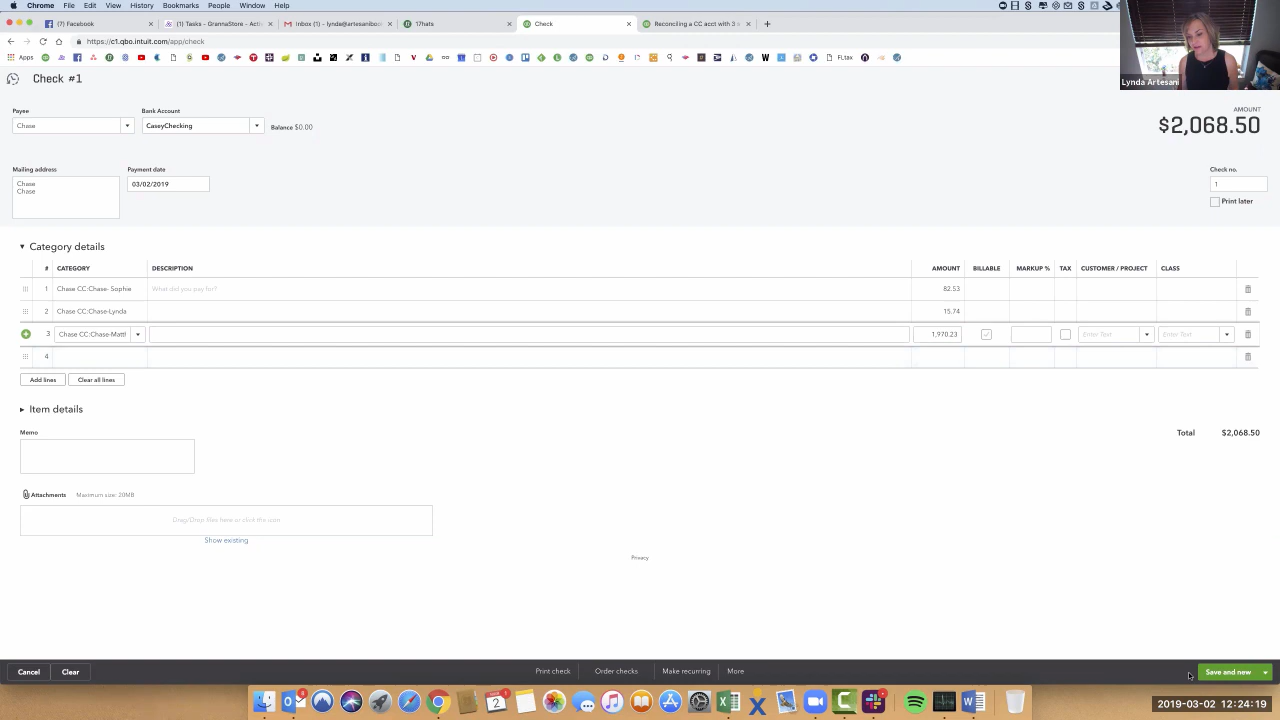 Chrome File Edit View History Bookmarks People Window Help
(7) Facebook
(1) Tasks - GrannaStore - Acti
Inbox (1) - lynda@artesanibo
17hats
Check
Reconciling a CC acct with 3 s
https://c1.qbo.intuit.com/app/check
Apps
FLtax
Lynda Artesani
Check #1
Payee
Bank Account
AMOUNT
Chase
CaseyChecking
Balance $0.00
$2,068.50
Mailing address
Payment date
Check no.
Chase
Chase
03/02/2019
1
Print later
Category details
# CATEGORY DESCRIPTION AMOUNT BILLABLE MARKUP % TAX CUSTOMER / PROJECT CLASS
1 Chase CC:Chase- Sophie What did you pay for? 82.53
2 Chase CC:Chase-Lynda 15.74
3 Chase CC:Chase-Matt 1,970.23 Enter Text Enter Text
4
Add lines Clear all lines
Item details
Memo
Total $2,068.50
Attachments Maximum size: 20MB
Drag/Drop files here or click the icon
Show existing
Privacy
Cancel Clear Print check Order checks Make recurring More Save and new
2019-03-02 12:24:19